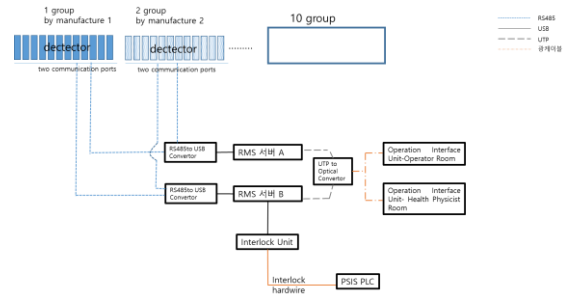 1 group
by manufacture 1
2 group
by manufacture 2
10 group
RS485
USB
UTP
광케이블
dectector
dectector
two communication ports
two communication ports
RS485to USB
Convertor
RMS 서버 A
UTP to
Optical
Convertor
Operation Interface
Unit-Operator Room
RS485to USB
Convertor
RMS 서버 B
Operation Interface
Unit- Health Physicist
Room
Interlock Unit
Interlock
hardwire
PSIS PLC